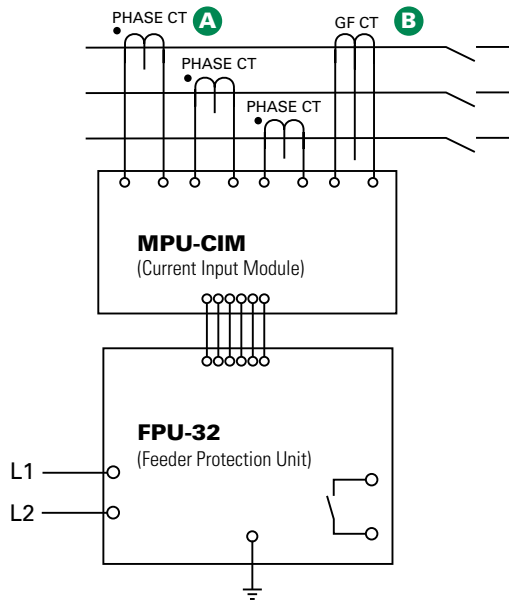 PHASE CT A
GF CT B
PHASE CT
PHASE CT
MPU-CIM
(Current Input Module)
FPU-32
(Feeder Protection Unit)
L1
L2